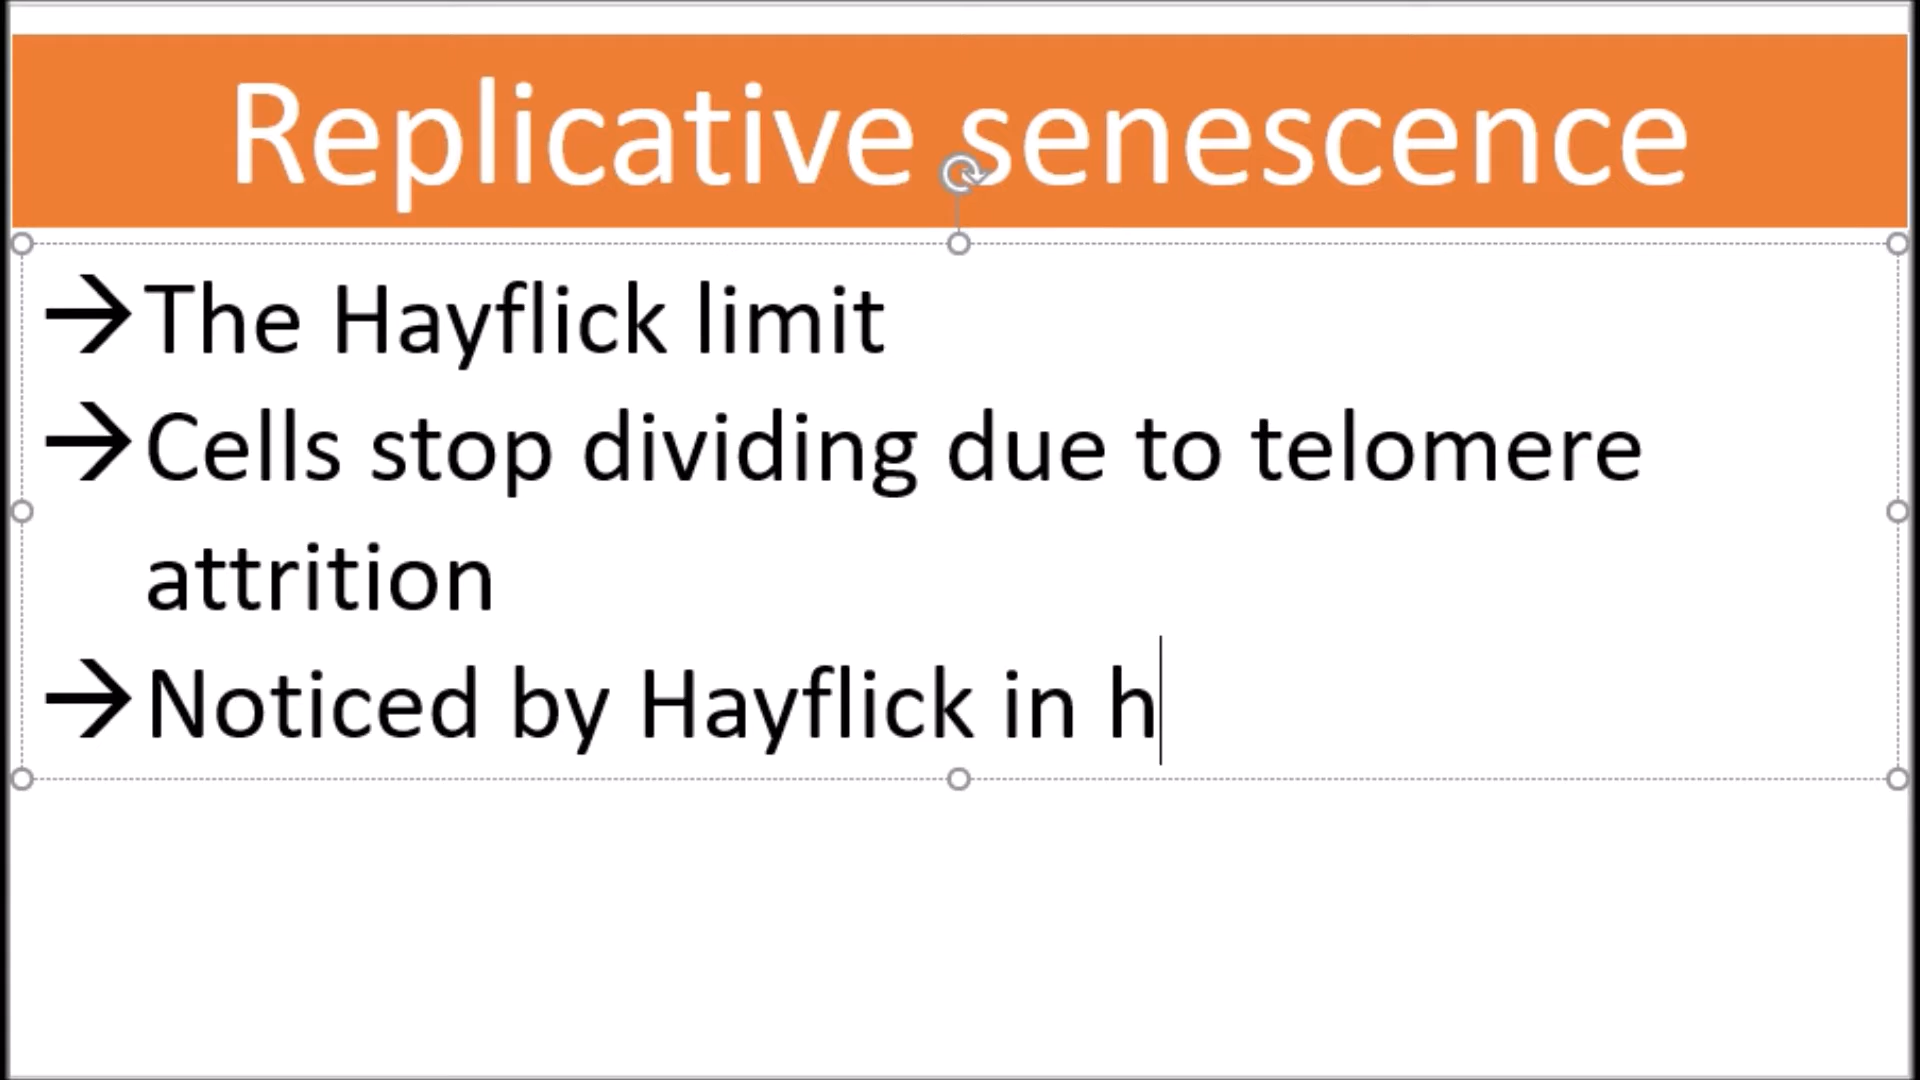 Replicative senescence
→The Hayflick limit
→Cells stop dividing due to telomere
attrition
→Noticed by Hayflick in h